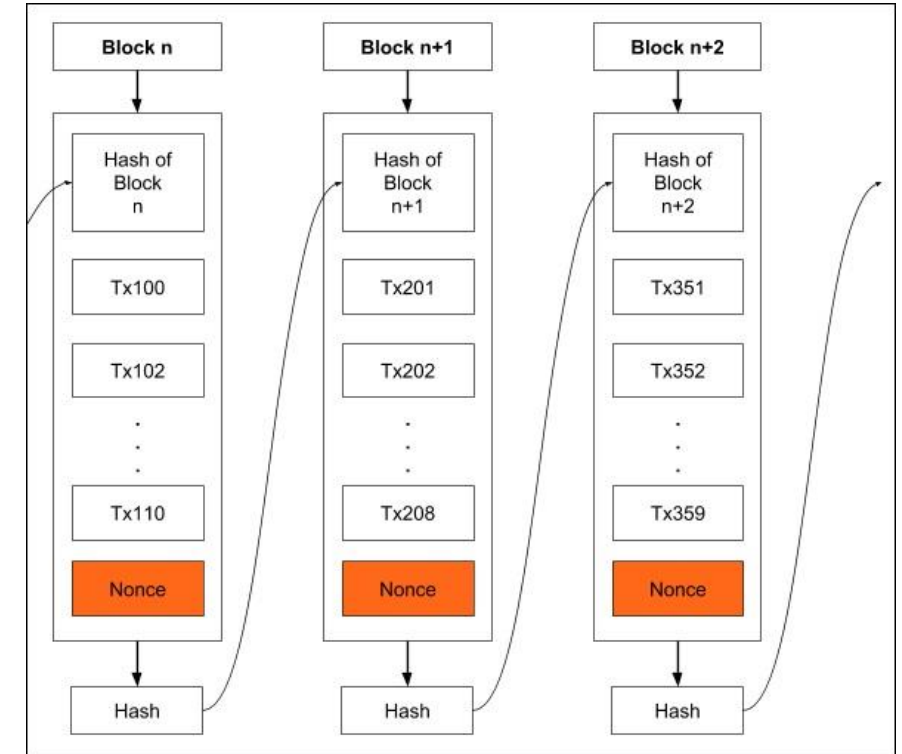 Block n
Hash of
Block
n
Tx100
Tx102
Tx110
Nonce
Hash
Block n+1
Hash of
Block
n+1
Tx201
Tx202
Tx208
Nonce
Hash
Block n+2
Hash of
Block
n+2
Tx351
Tx352
Tx359
Nonce
Hash